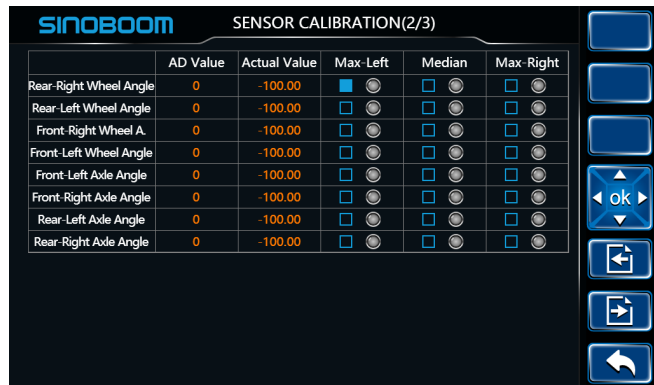 SINOBOOM
SENSOR CALIBRATION(2/3)
AD Value Actual Value Max-Left Median Max-Right
Rear-Right Wheel Angle 0 -100.00
Rear-Left Wheel Angle 0 -100.00
Front-Right Wheel A. 0 -100.00
Front-Left Wheel Angle 0 -100.00
Front-Left Axle Angle 0 -100.00
Front-Right Axle Angle 0 -100.00
Rear-Left Axle Angle 0 -100.00
Rear-Right Axle Angle 0 -100.00
ok